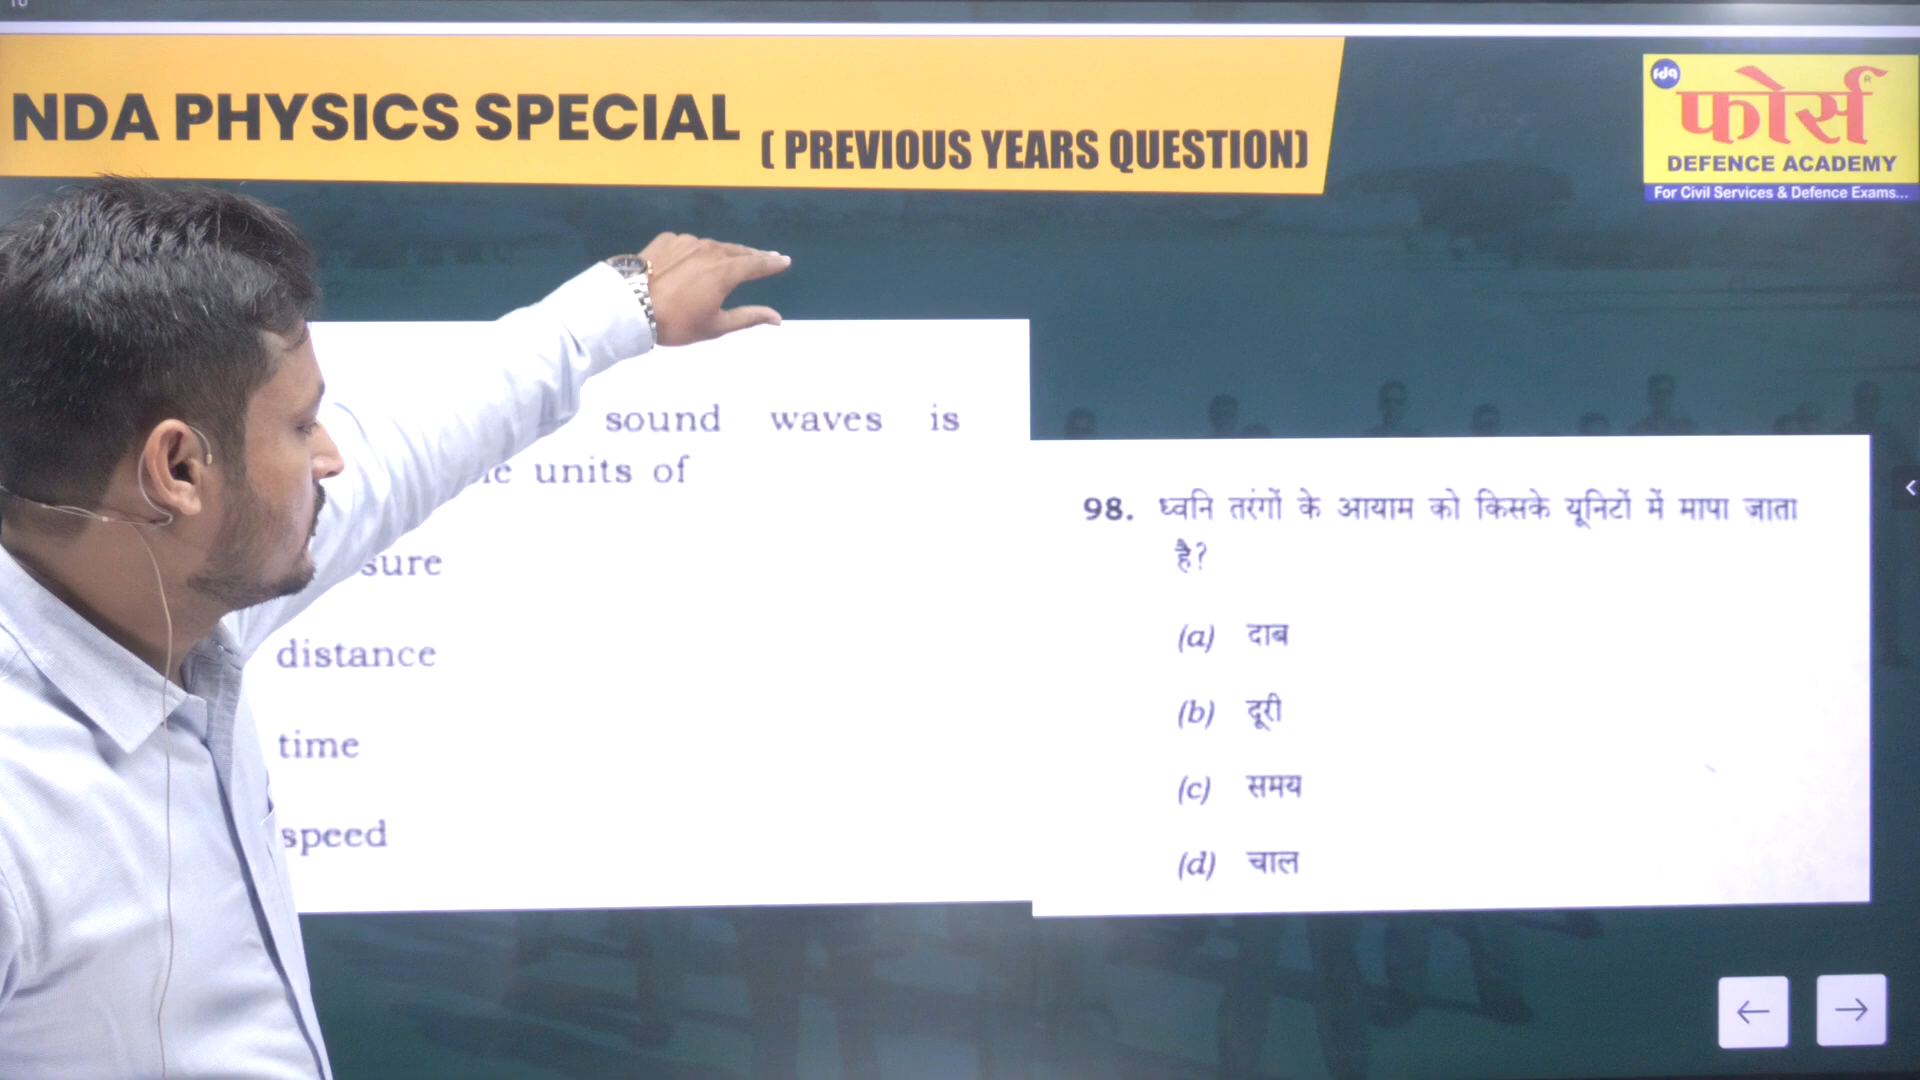 NDA PHYSICS SPECIAL ( PREVIOUS YEARS QUESTION)
fda
फोर्स
®
DEFENCE ACADEMY
For Civil Services & Defence Exams...
sound waves is
units of
sure
distance
time
speed
98. ध्वनि तरंगों के आयाम को किसके यूनिटों में मापा जाता
है?
(a) दाब
(b) दूरी
(c) समय
(d) चाल